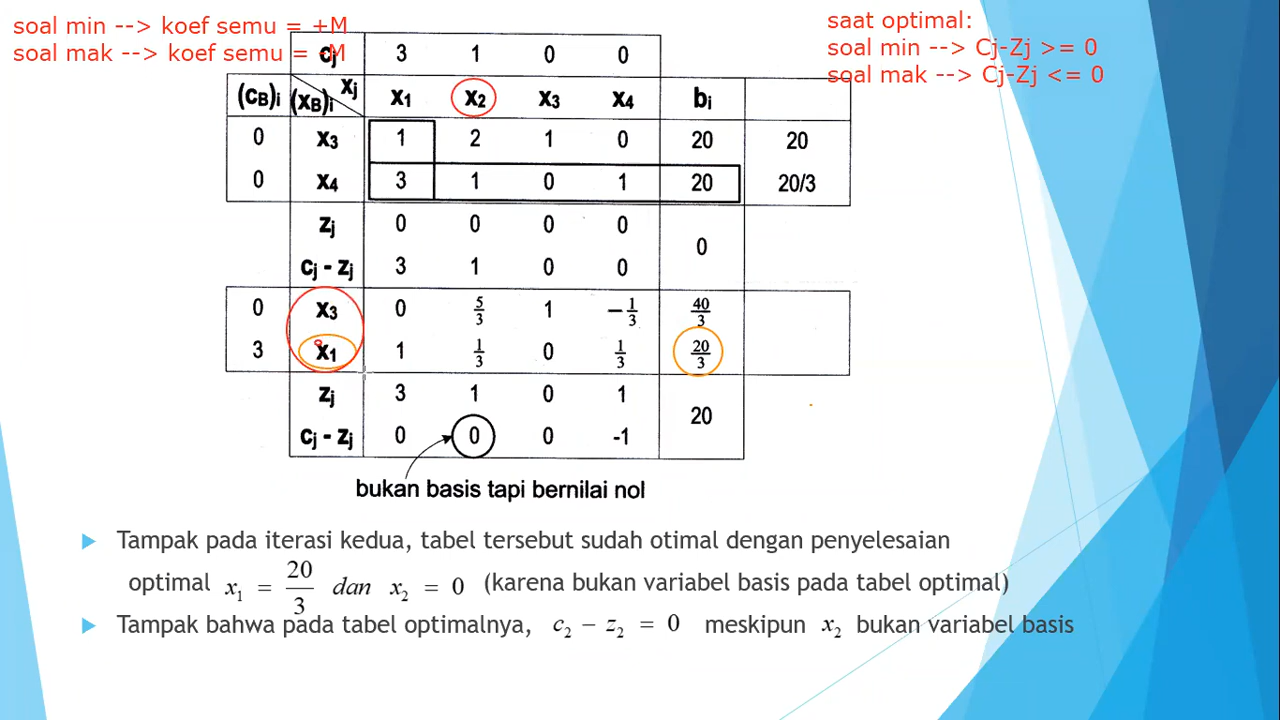 soal min --> koef semu = +M
soal mak --> koef semu = -M
saat optimal:
soal min --> Cj-Zj >= 0
soal mak --> Cj-Zj <= 0
cj 3 1 0 0
(cB)i (xB)i xj x1 x2 x3 x4 bi
0 x3 1 2 1 0 20 20
0 x4 3 1 0 1 20 20/3
zj 0 0 0 0
0
cj - zj 3 1 0 0
0 x3 0 5/3 1 -1/3 40/3
3 x1 1 1/3 0 1/3 20/3
zj 3 1 0 1
20
cj - zj 0 0 0 -1
bukan basis tapi bernilai nol
Tampak pada iterasi kedua, tabel tersebut sudah otimal dengan penyelesaian
optimal x1 = 20/3 dan x2 = 0 (karena bukan variabel basis pada tabel optimal)
Tampak bahwa pada tabel optimalnya, c2 - z2 = 0 meskipun x2 bukan variabel basis